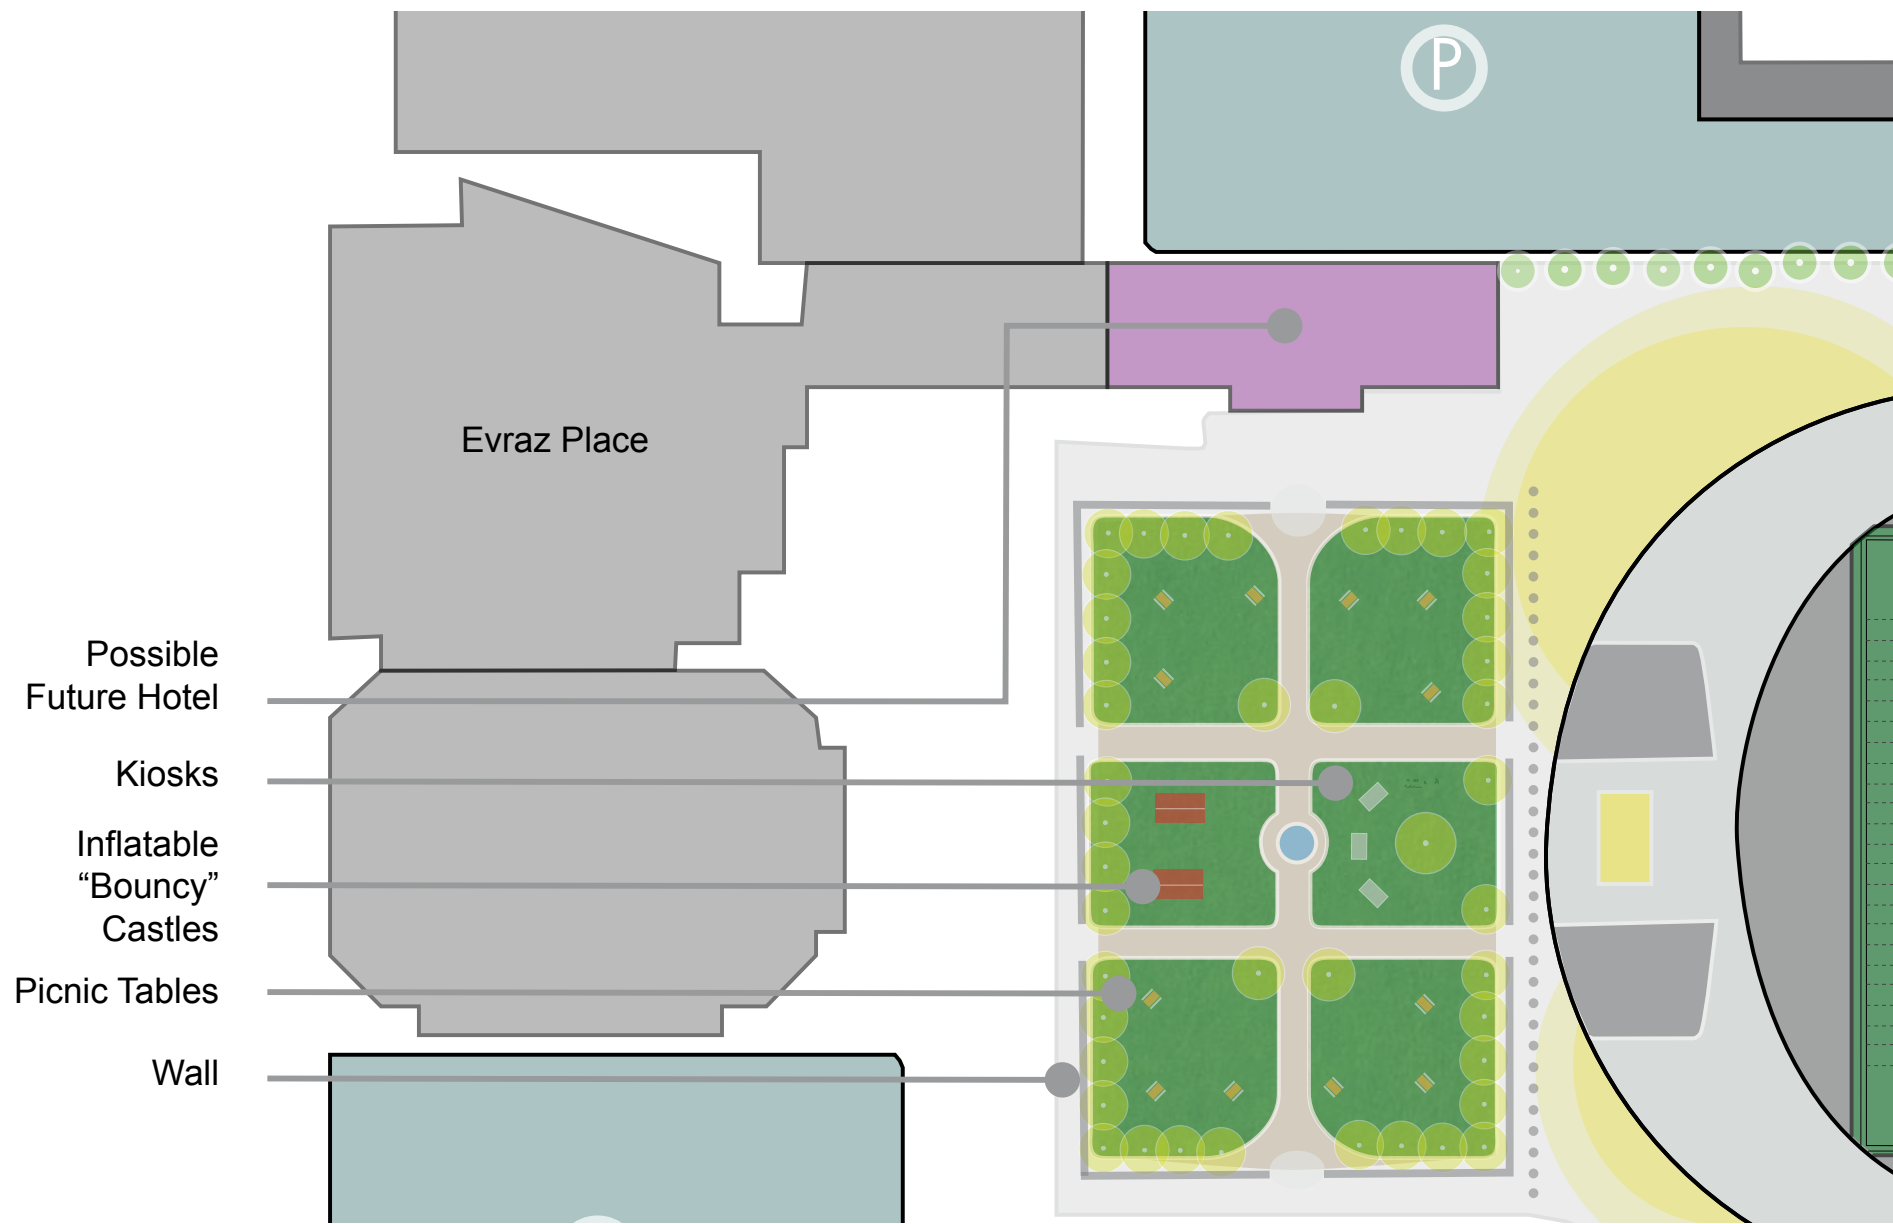 P
Evraz Place
Possible
Future Hotel
Kiosks
Inflatable
“Bouncy”
Castles
Picnic Tables
Wall